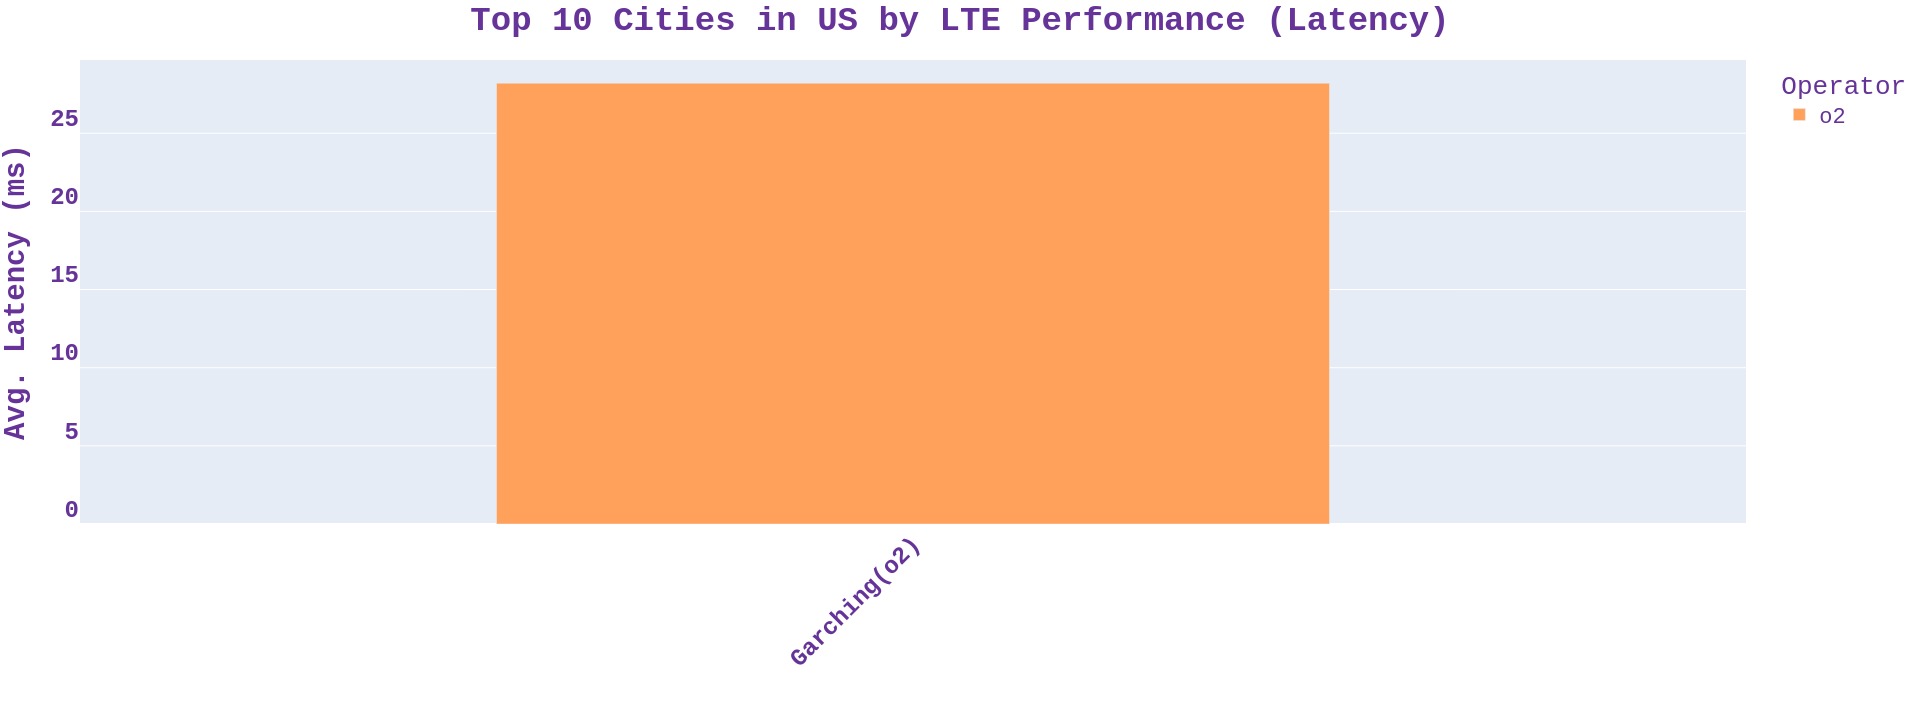 Top 10 Cities in US by LTE Performance (Latency)
Operator
o2
Avg. Latency (ms)
25
20
15
10
5
0
Garching(o2)